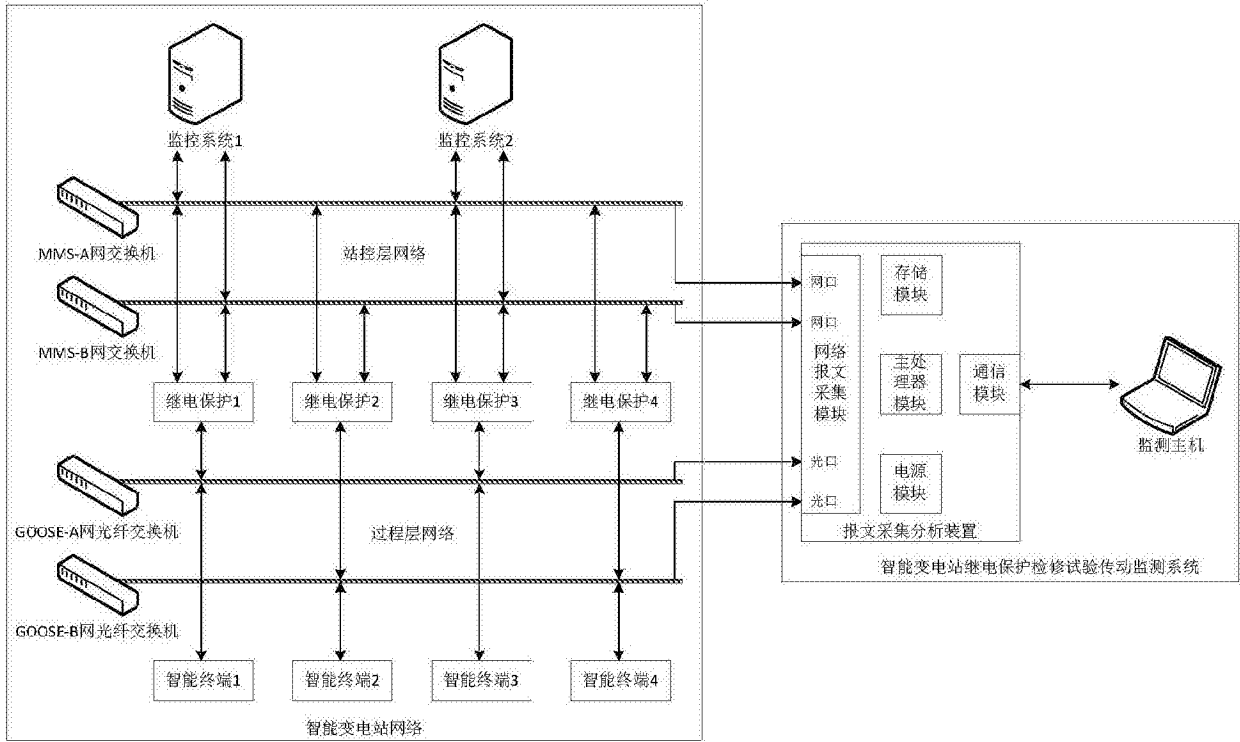 监控系统1
监控系统2
MMS-A网交换机
站控层网络
MMS-B网交换机
继电保护1
继电保护2
继电保护3
继电保护4
GOOSE-A网光纤交换机
过程层网络
GOOSE-B网光纤交换机
智能终端1
智能终端2
智能终端3
智能终端4
智能变电站网络
网口
网口
网络
报文
采集
模块
光口
光口
存储
模块
主处
理器
模块
通信
模块
电源
模块
报文采集分析装置
监测主机
智能变电站继电保护检修试验传动监测系统